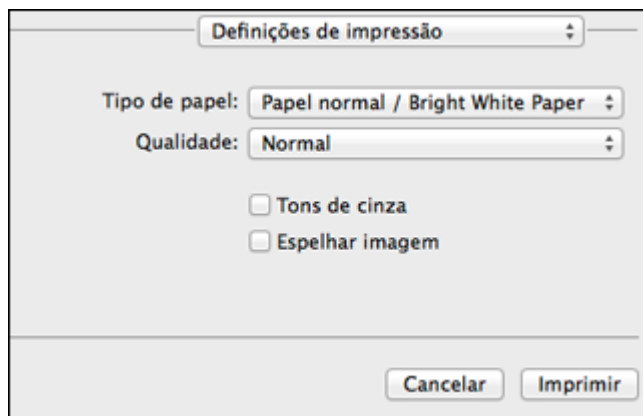 Definições de impressão
Tipo de papel: Papel normal / Bright White Paper
Qualidade: Normal
Tons de cinza
Espelhar imagem
Cancelar Imprimir